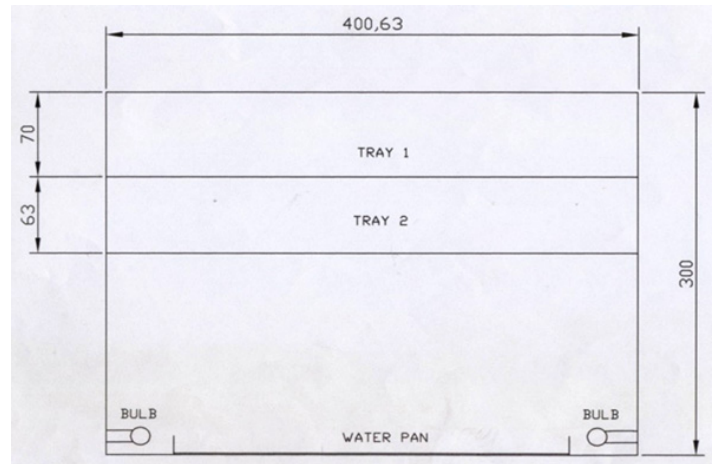 400,63
70
TRAY 1
63
TRAY 2
300
BULB
BULB
WATER PAN